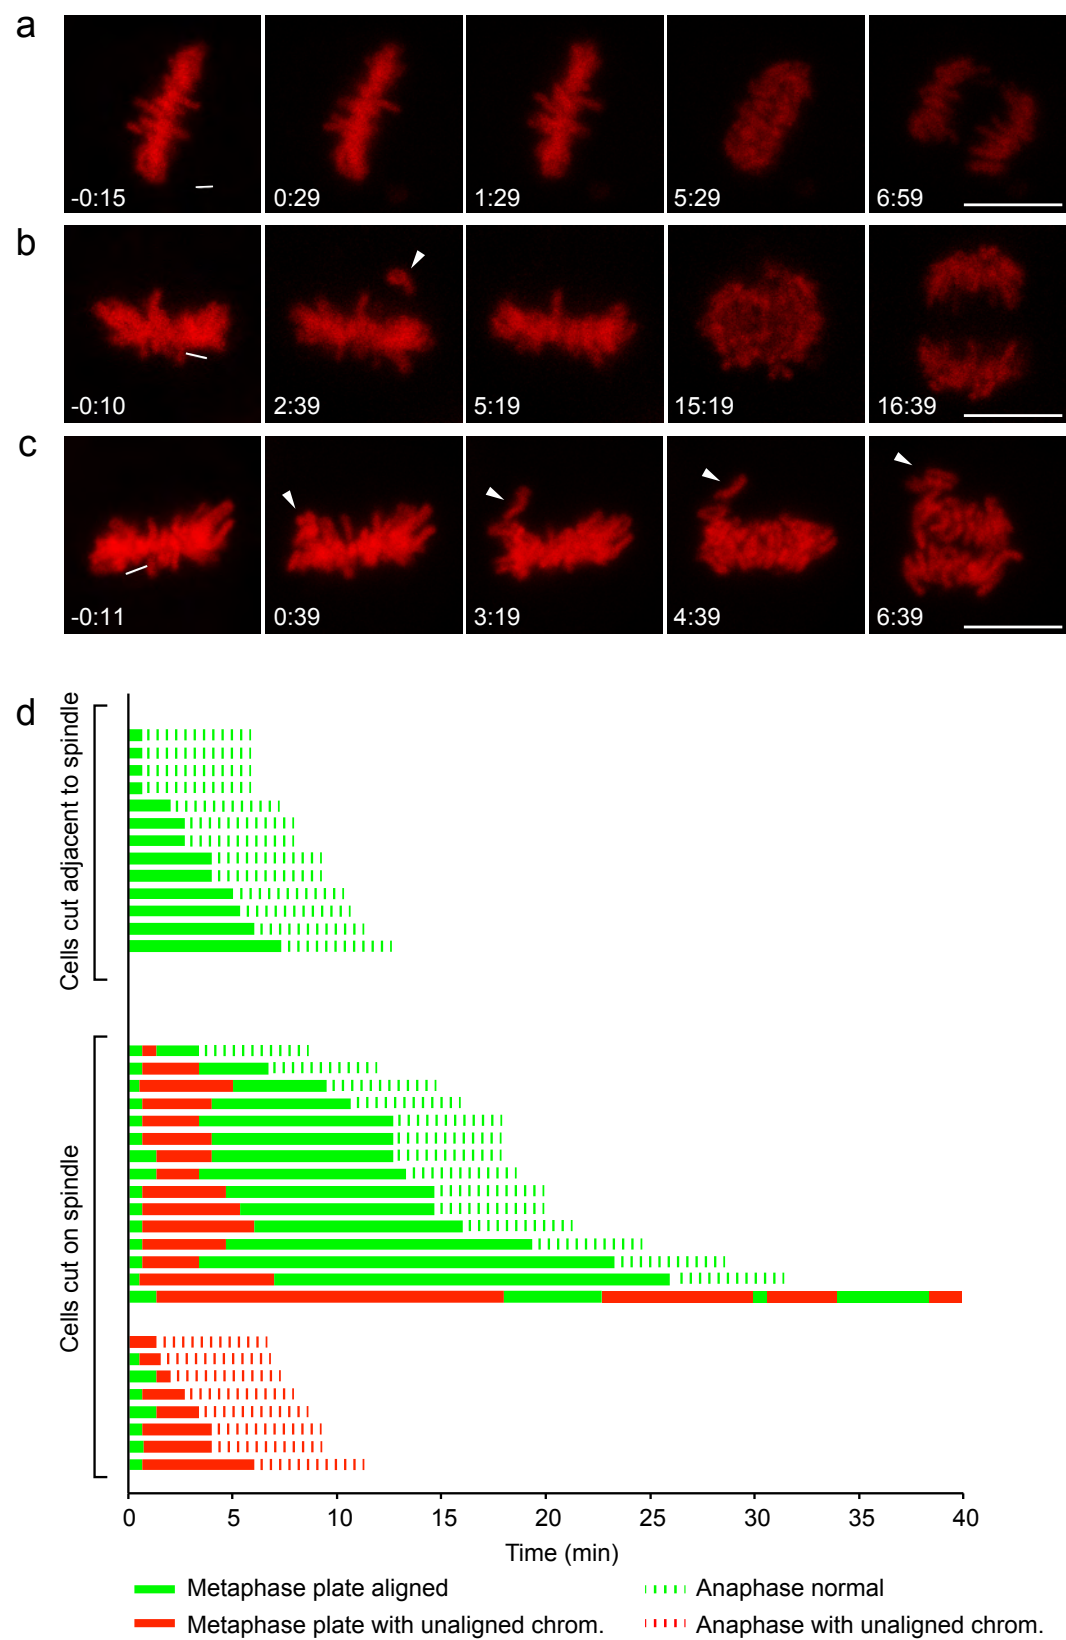 a
-0:15
0:29
1:29
5:29
6:59
b
-0:10
2:39
5:19
15:19
16:39
c
-0:11
0:39
3:19
4:39
6:39
d
Cells cut adjacent to spindle
Cells cut on spindle
0 5 10 15 20 25 30 35 40
Time (min)
Metaphase plate aligned
Anaphase normal
Metaphase plate with unaligned chrom.
Anaphase with unaligned chrom.